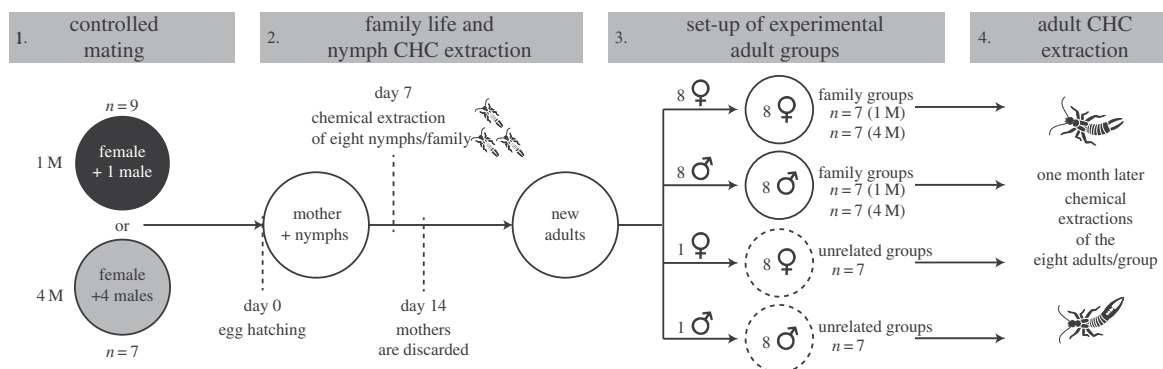 1.
controlled
mating
2.
family life and
nymph CHC extraction
3.
set-up of experimental
adult groups
4.
adult CHC
extraction
n = 9
1 M
female
+ 1 male
or
4 M
female
+4 males
n = 7
day 0
egg hatching
mother
+ nymphs
day 7
chemical extraction
of eight nymphs/family
day 14
mothers
are discarded
new
adults
8 ♀
8 ♀
family groups
n = 7 (1 M)
n = 7 (4 M)
8 ♂
8 ♂
family groups
n = 7 (1 M)
n = 7 (4 M)
1 ♀
8 ♀
unrelated groups
n = 7
1 ♂
8 ♂
unrelated groups
n = 7
one month later
chemical
extractions
of the
eight adults/group